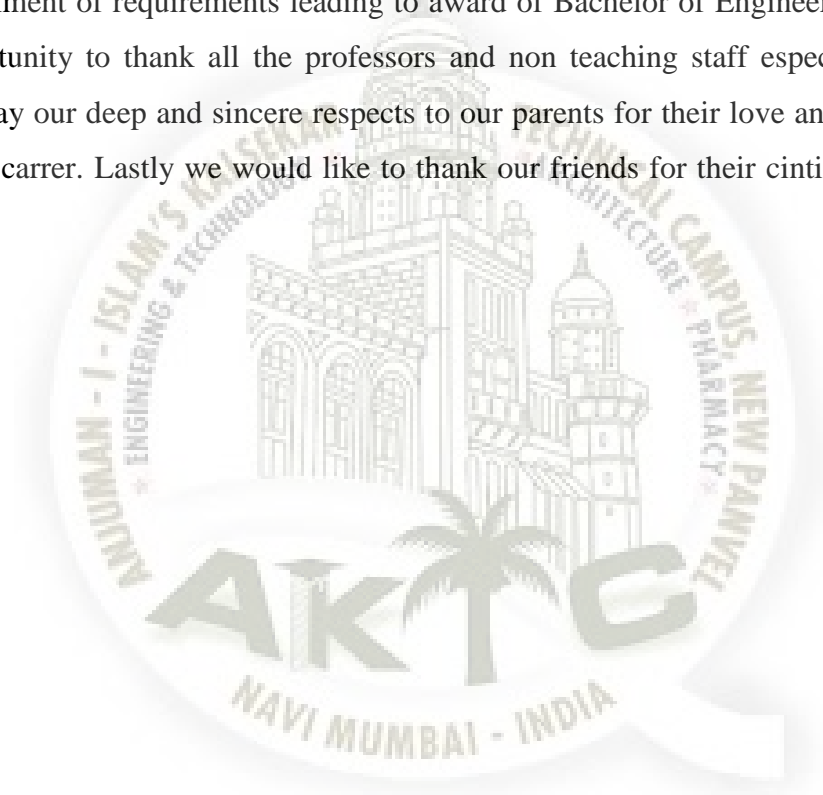 ment of requirements leading to award of Bachelor of Engineer
tunity to thank all the professors and non teaching staff espec
ay our deep and sincere respects to our parents for their love an
carrer. Lastly we would like to thank our friends for their cinti
ANJUMAN - I - ISLAM'S KALSEKAR TECHNICAL CAMPUS, NEW PANVEL
ENGINEERING & TECHNOLOGY * ARCHITECTURE * PHARMACY *
AKTC
NAVI MUMBAI - INDIA